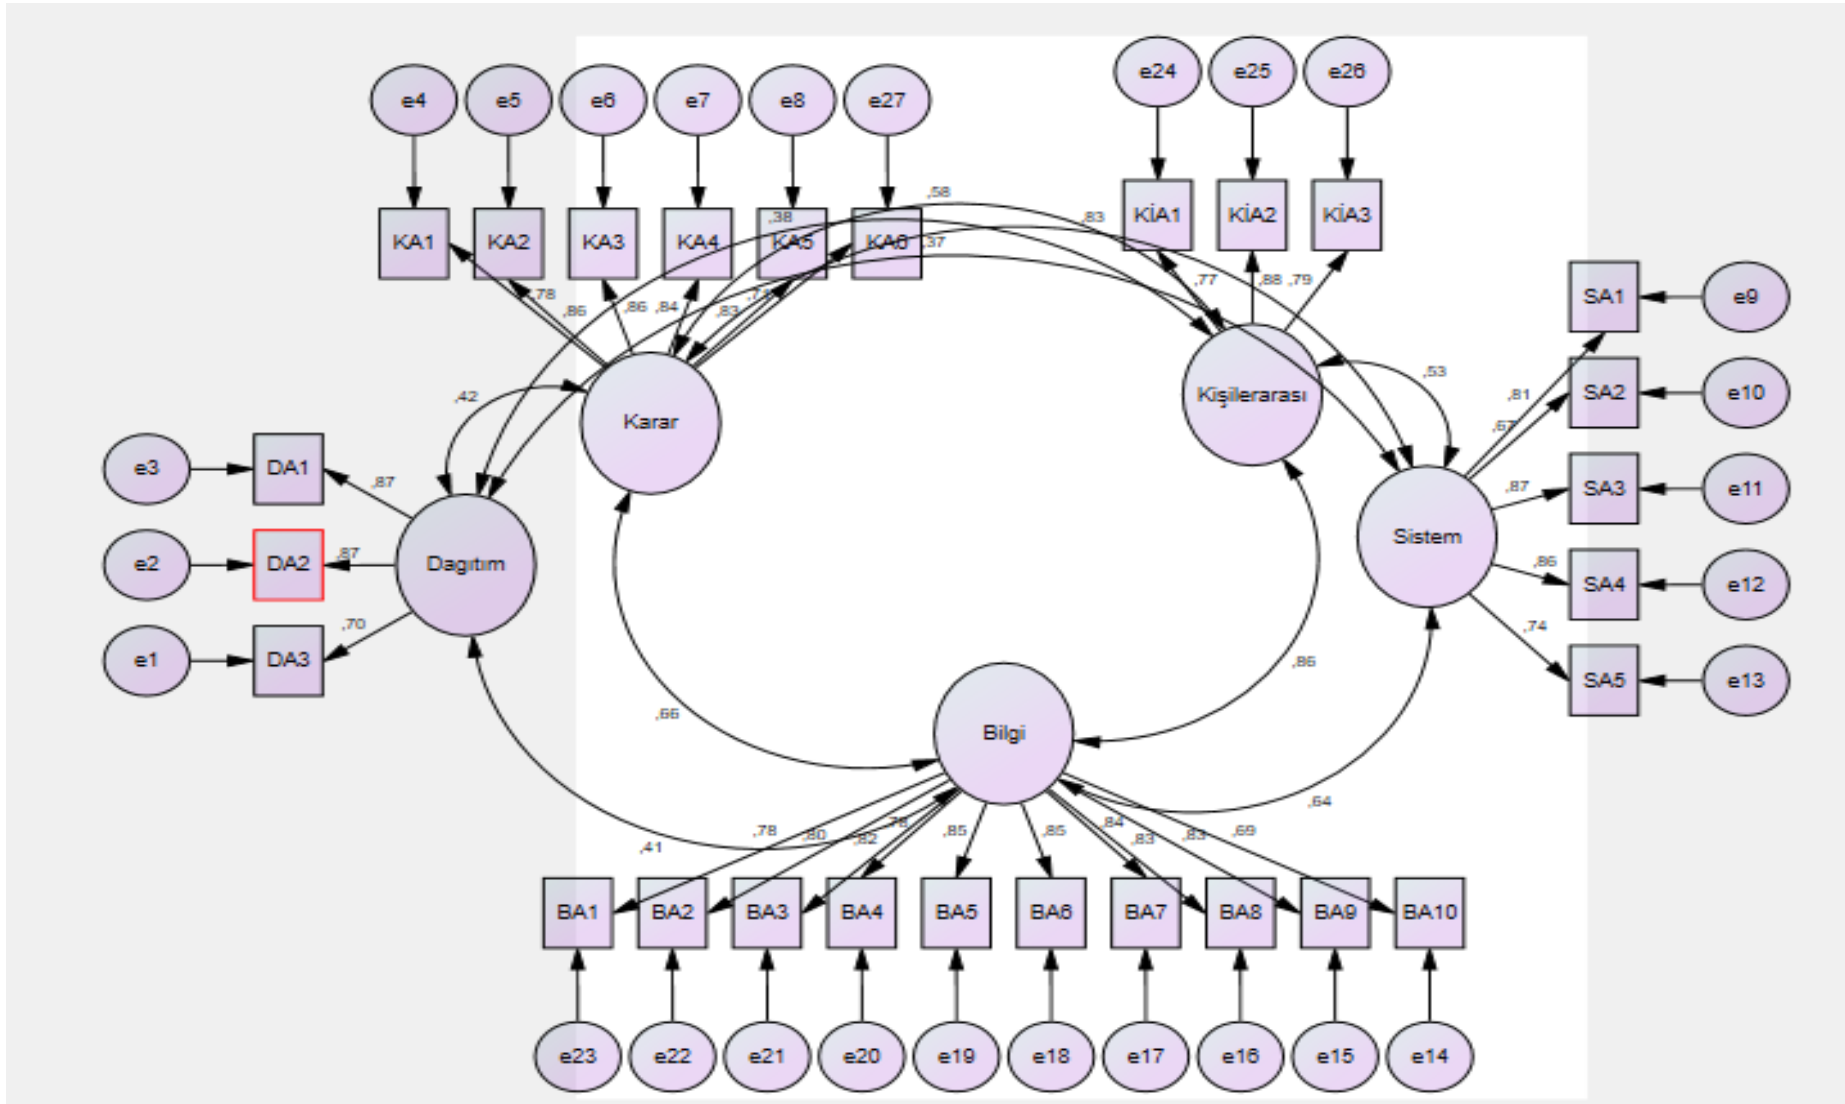 e4 e5 e6 e7 e8 e27
e24 e25 e26
KA1 KA2 KA3 KA4 KA5 KA6
KİA1 KİA2 KİA3
,58
,38
,37
,83
,78
,86
,86
,84
,83
,71
,77
,88
,79
SA1 e9
SA2 e10
SA3 e11
SA4 e12
SA5 e13
,53
,81
,67
,87
,86
,74
,42
Karar
Kişilerarası
Sistem
e3 DA1
e2 DA2
e1 DA3
,87
,87
,70
Dagıtım
,66
,86
Bilgi
,64
,41
,78
,80
,82
,78
,85
,85
,84
,83
,83
,69
BA1 BA2 BA3 BA4 BA5 BA6 BA7 BA8 BA9 BA10
e23 e22 e21 e20 e19 e18 e17 e16 e15 e14